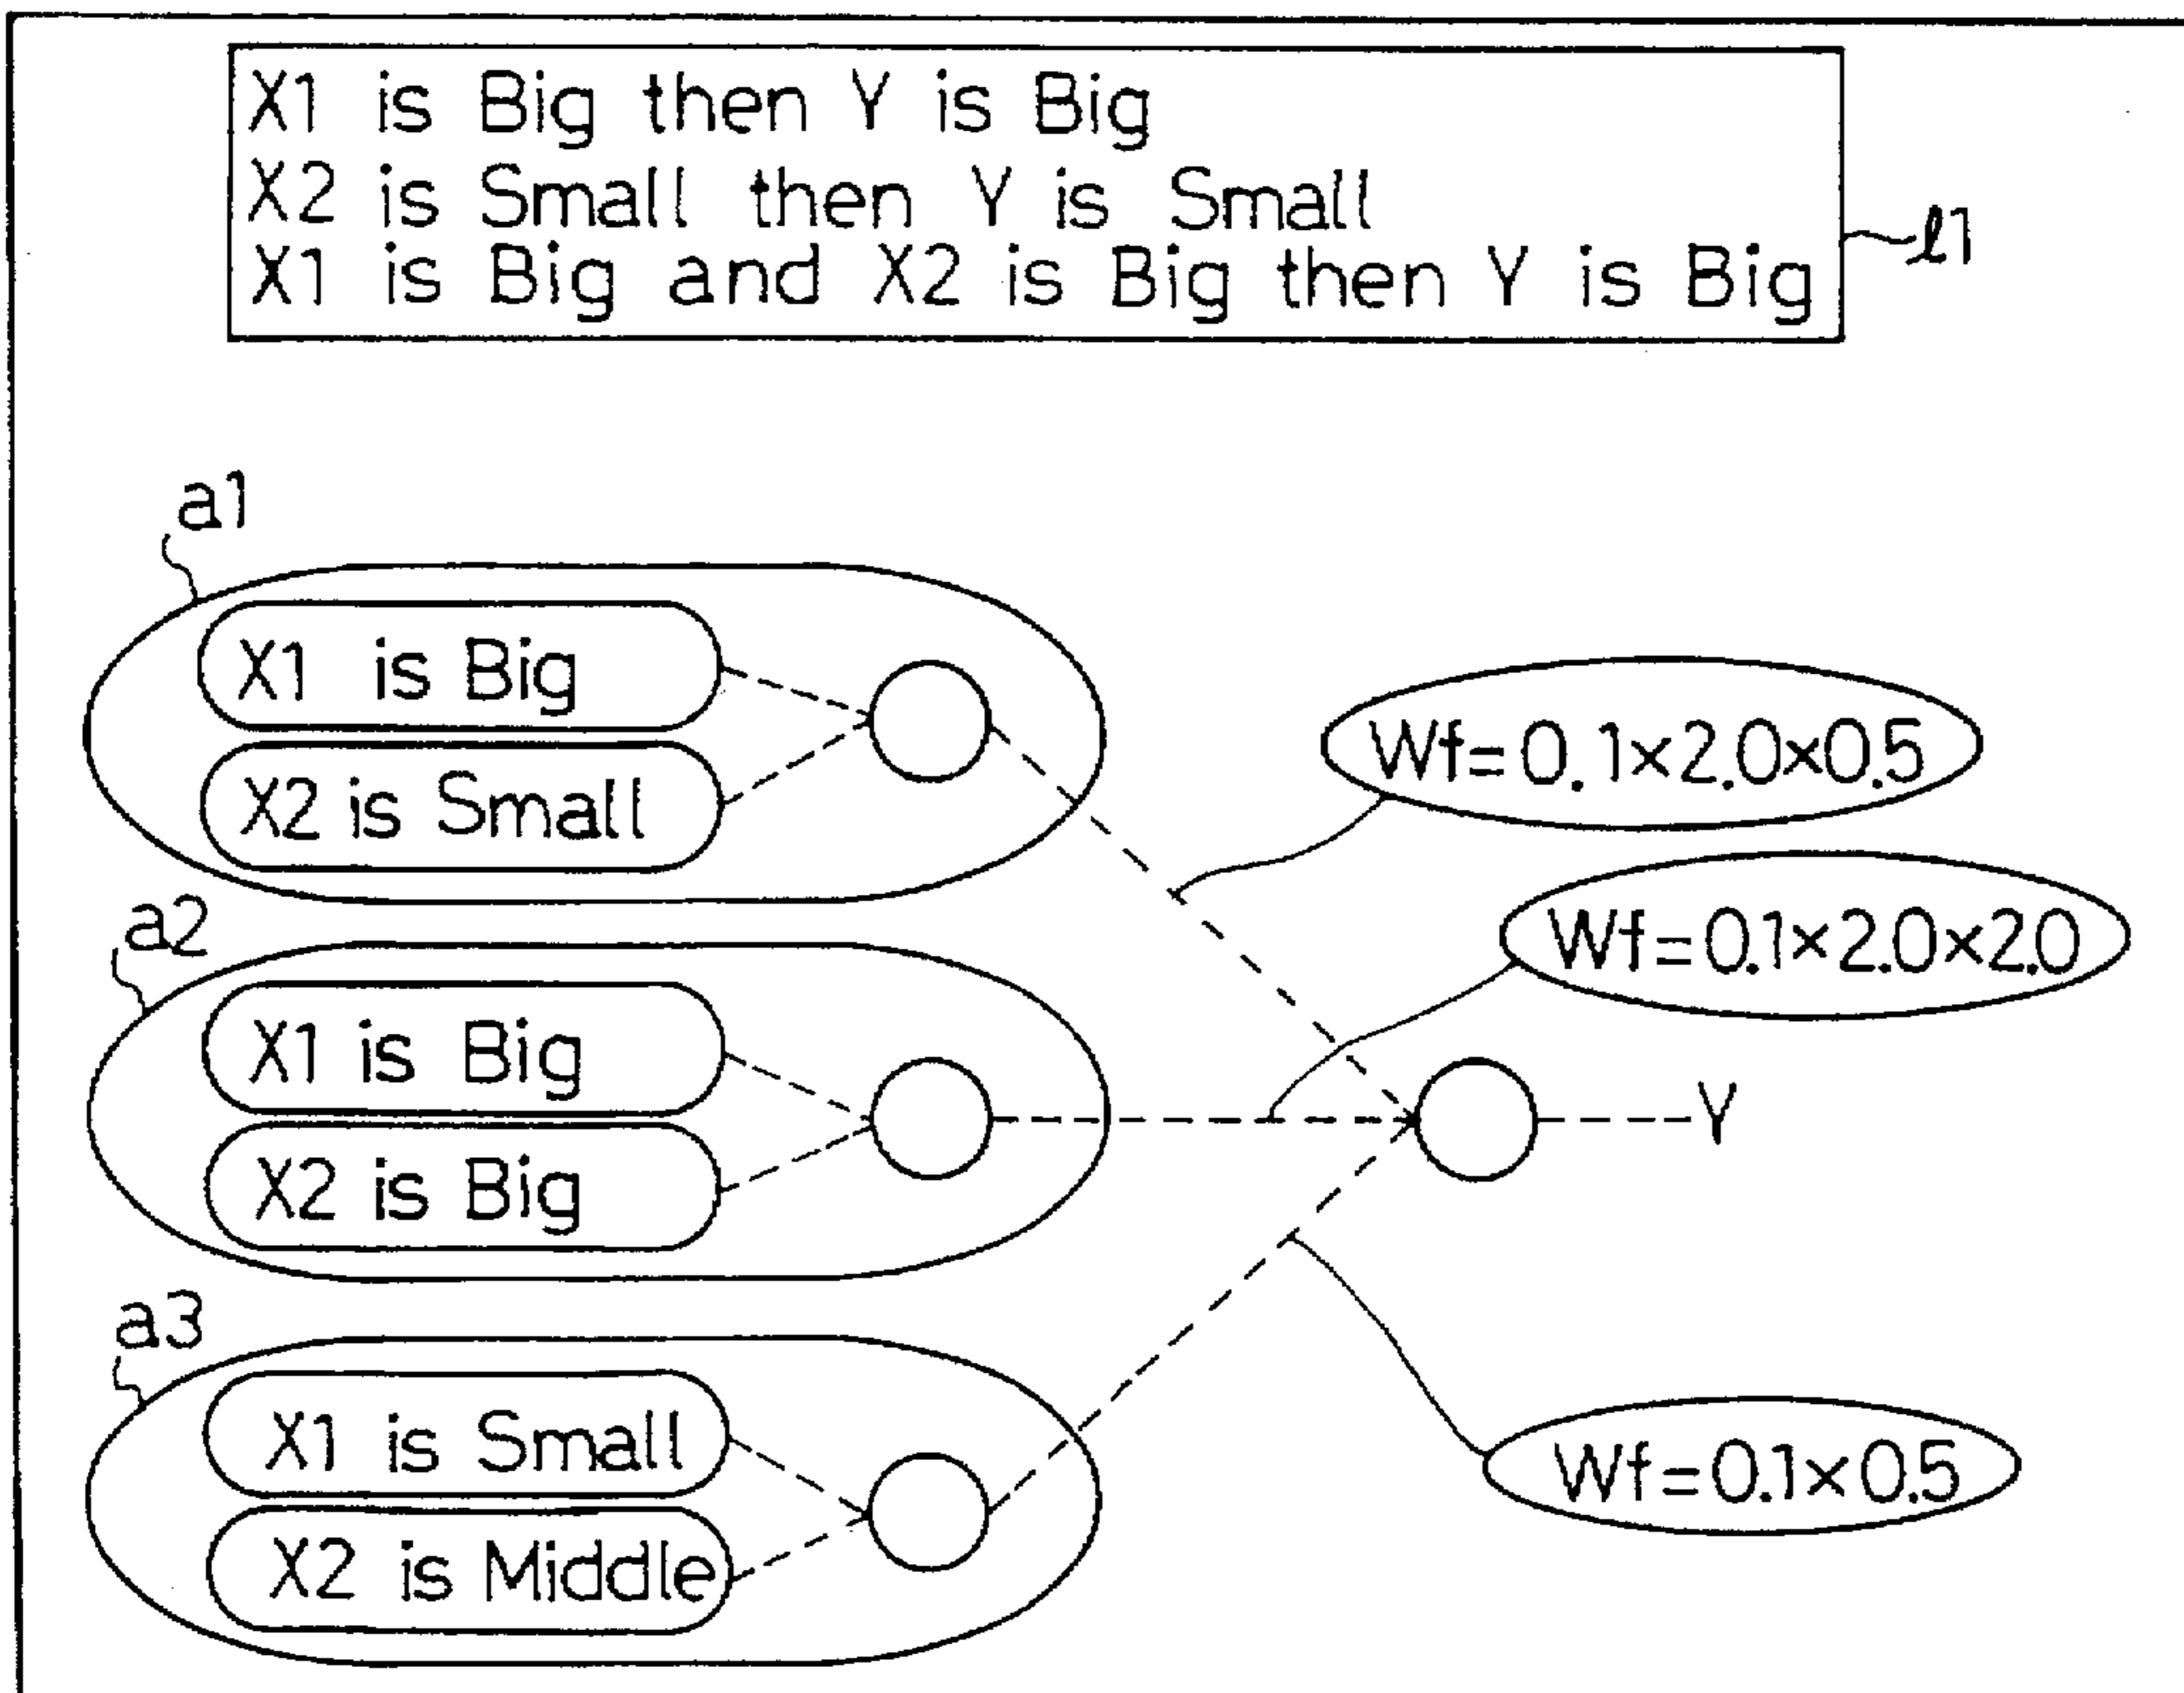 X1 is Big then Y is Big
X2 is Small then Y is Small
X1 is Big and X2 is Big then Y is Big
ℓ1
a1
X1 is Big
X2 is Small
Wf=0.1×2.0×0.5
a2
Wf=0.1×2.0×2.0
X1 is Big
X2 is Big
Y
a3
X1 is Small
X2 is Middle
Wf=0.1×0.5